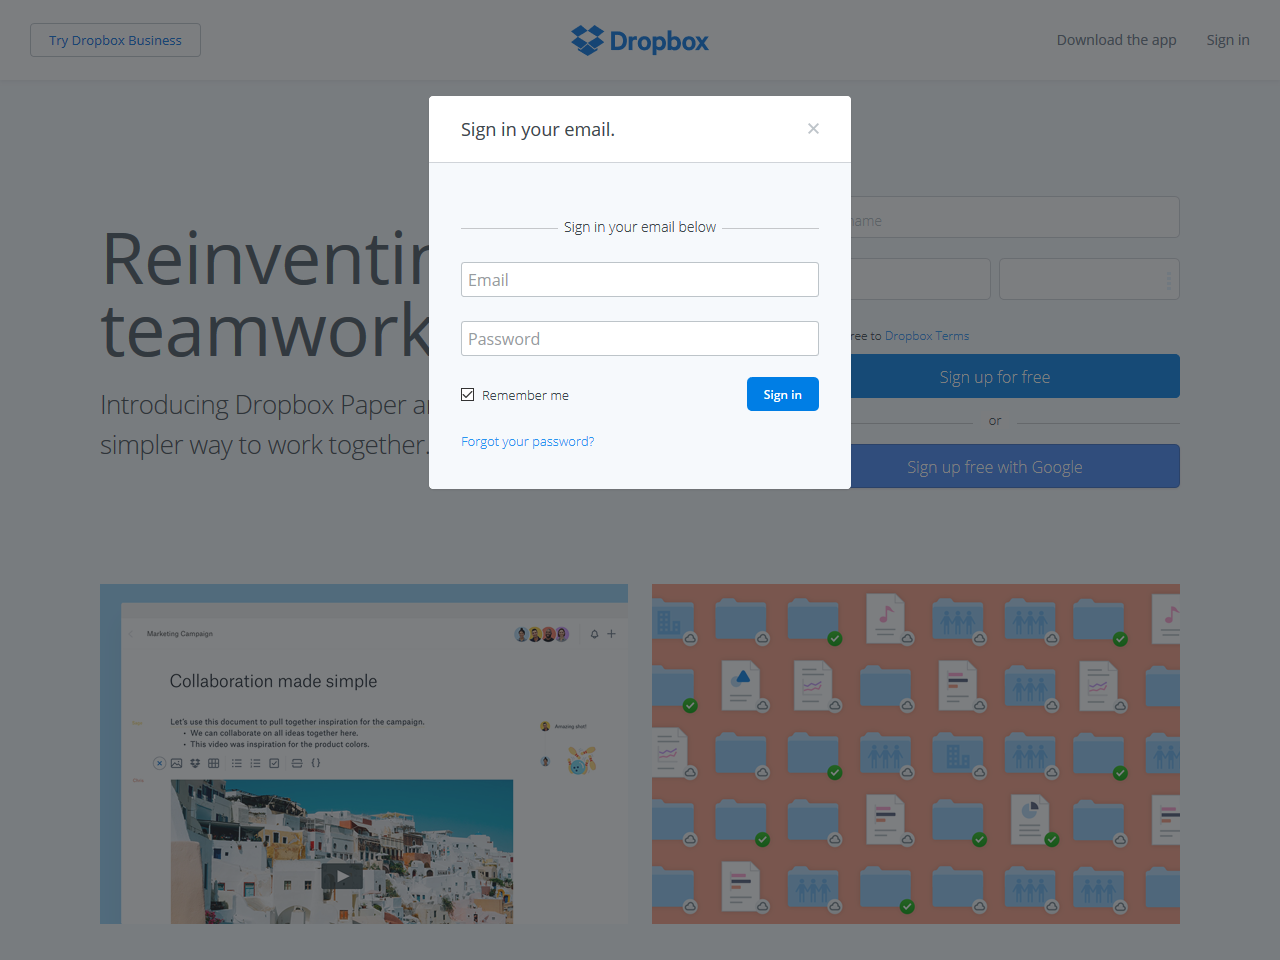 Try Dropbox Business
Dropbox
Download the app
Sign in
Sign in your email.
×
Sign in your email below
Email
Password
Remember me
Sign in
Forgot your password?
Reinventin
teamwork
Introducing Dropbox Paper a
simpler way to work together.
name
ree to Dropbox Terms
Sign up for free
or
Sign up free with Google
Marketing Campaign
Collaboration made simple
Let's use this document to pull together inspiration for the campaign.
• We can collaborate on all ideas together here.
• This video was inspiration for the product colors.
Amazing shot!